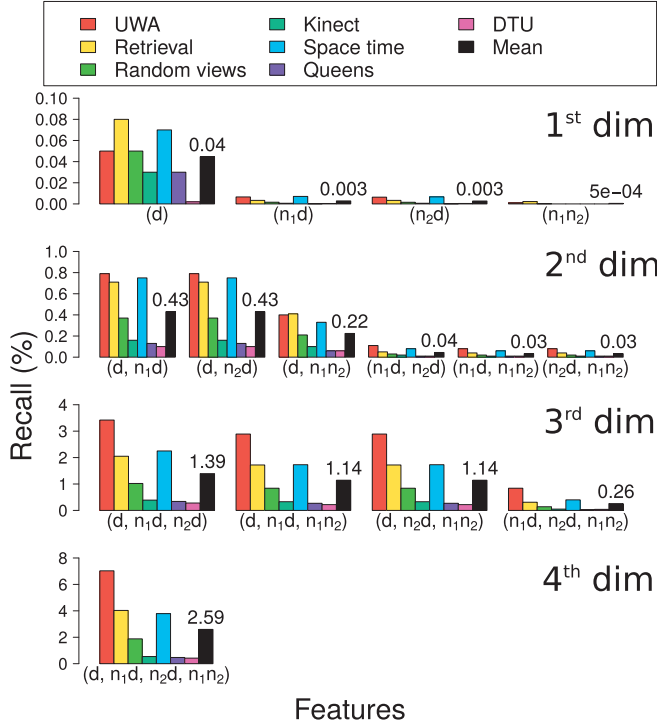 UWA Kinect DTU
Retrieval Space time Mean
Random views Queens
0.10
0.08
0.06
0.04
0.02
0.00
0.04 0.003 0.003 5e−04
1st dim
(d) (n1d) (n2d) (n1n2)
1.0
0.8
0.6
0.4
0.2
0.0
0.43 0.43 0.22 0.04 0.03 0.03
2nd dim
(d, n1d) (d, n2d) (d, n1n2) (n1d, n2d) (n1d, n1n2) (n2d, n1n2)
4
3
2
1
0
1.39 1.14 1.14 0.26
3rd dim
(d, n1d, n2d) (d, n1d, n1n2) (d, n2d, n1n2) (n1d, n2d, n1n2)
8
6
4
2
0
2.59
4th dim
(d, n1d, n2d, n1n2)
Recall (%)
Features